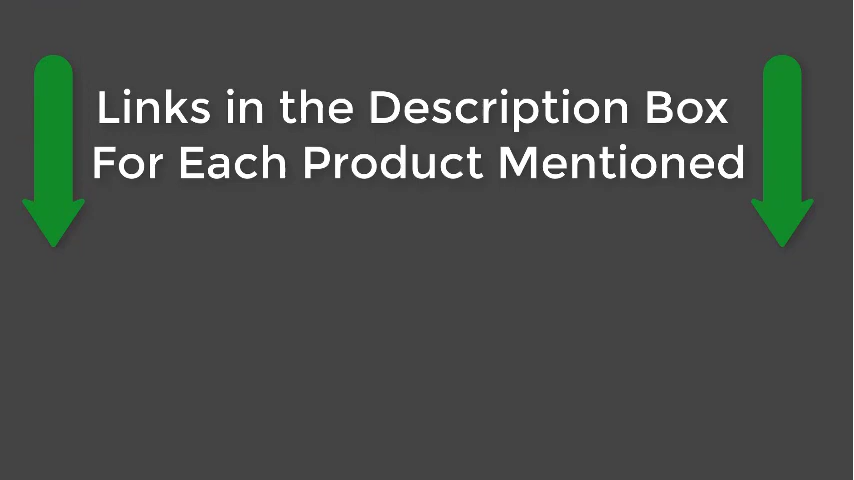 Links in the Description Box
For Each Product Mentioned